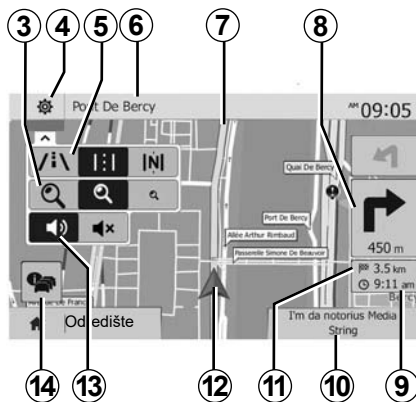 3 4 5 6 7 8
Port De Bercy
AM 09:05
N
Quai De Bercy
Port De Bercy
Allée Arthur Rimbaud
Passerelle Simone De Beauvoir
450 m
3.5 km
9:11 am
Odredište
I'm da notorius Media
String
14 13 12 11 10 9